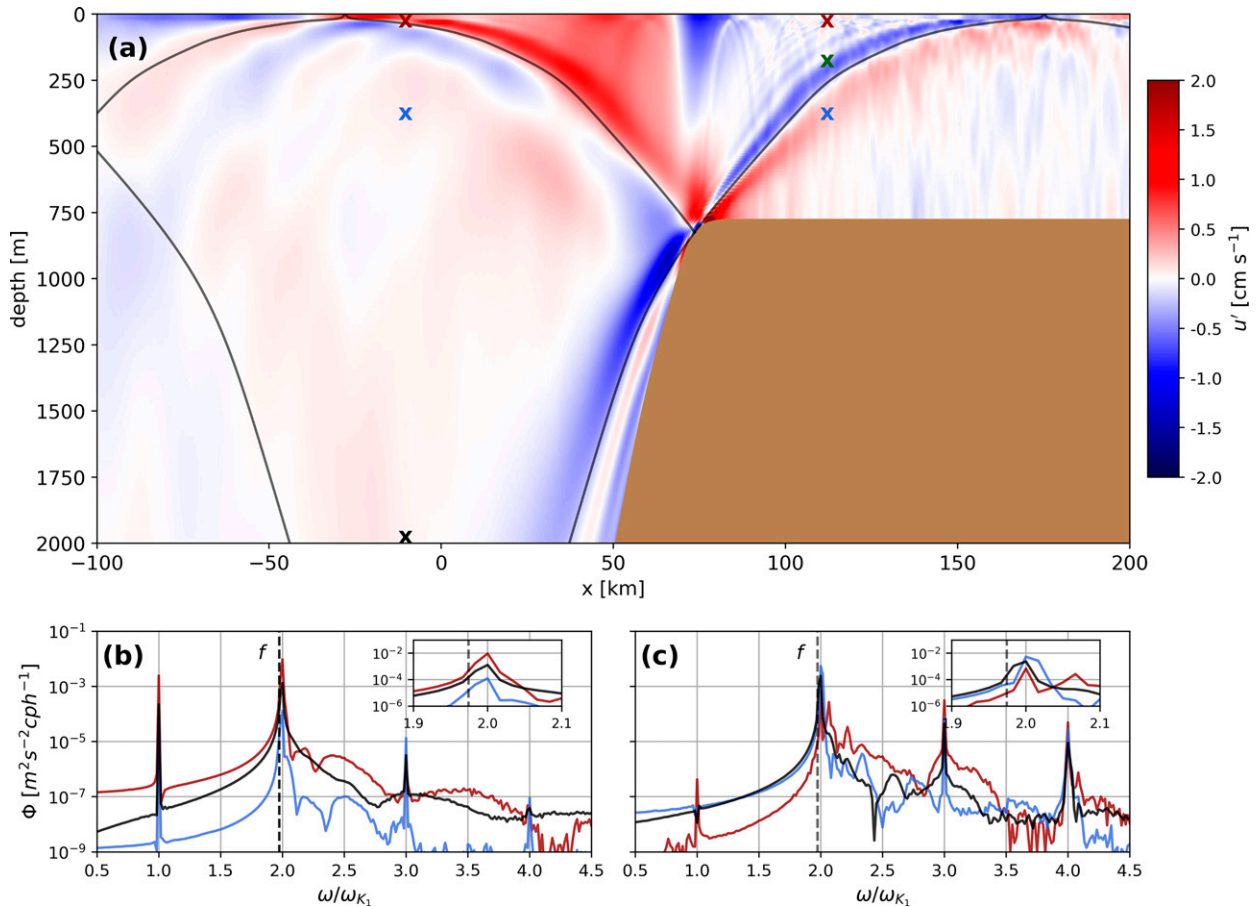 (a)
x x
x
x x
x
0
250
500
750
1000
1250
1500
1750
2000
depth [m]
−100 −50 0 50 100 150 200
x [km]
2.0
1.5
1.0
0.5
0.0
-0.5
-1.0
-1.5
-2.0
u′ [cm s⁻¹]
(b)
f
10⁻¹
10⁻³
10⁻⁵
10⁻⁷
10⁻⁹
Φ [m²s⁻²cph⁻¹]
10⁻²
10⁻⁴
10⁻⁶
1.9 2.0 2.1
0.5 1.0 1.5 2.0 2.5 3.0 3.5 4.0 4.5
ω/ω_K₁
(c)
f
10⁻²
10⁻⁴
10⁻⁶
1.9 2.0 2.1
0.5 1.0 1.5 2.0 2.5 3.0 3.5 4.0 4.5
ω/ω_K₁